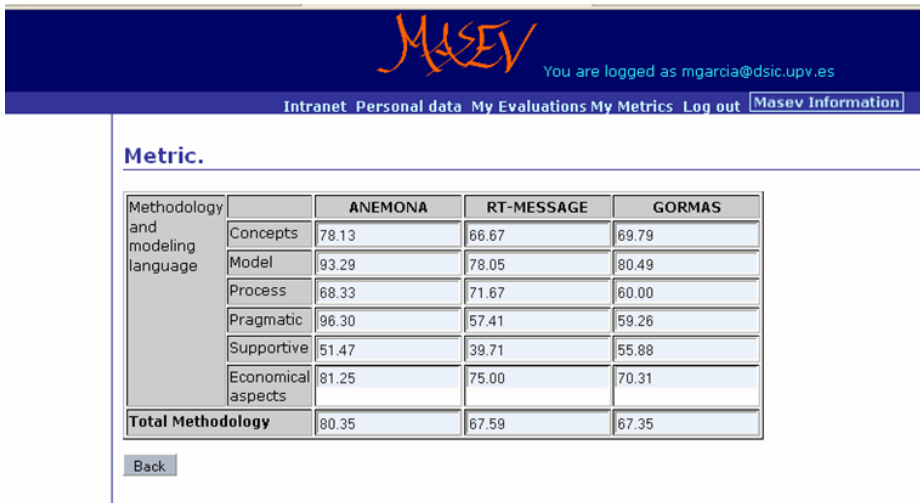 MASEV
You are logged as mgarcia@dsic.upv.es
Intranet Personal data My Evaluations My Metrics Log out Masev Information
Metric.
Methodology and modeling language ANEMONA RT-MESSAGE GORMAS
Concepts 78.13 66.67 69.79
Model 93.29 78.05 80.49
Process 68.33 71.67 60.00
Pragmatic 96.30 57.41 59.26
Supportive 51.47 39.71 55.88
Economical aspects 81.25 75.00 70.31
Total Methodology 80.35 67.59 67.35
Back